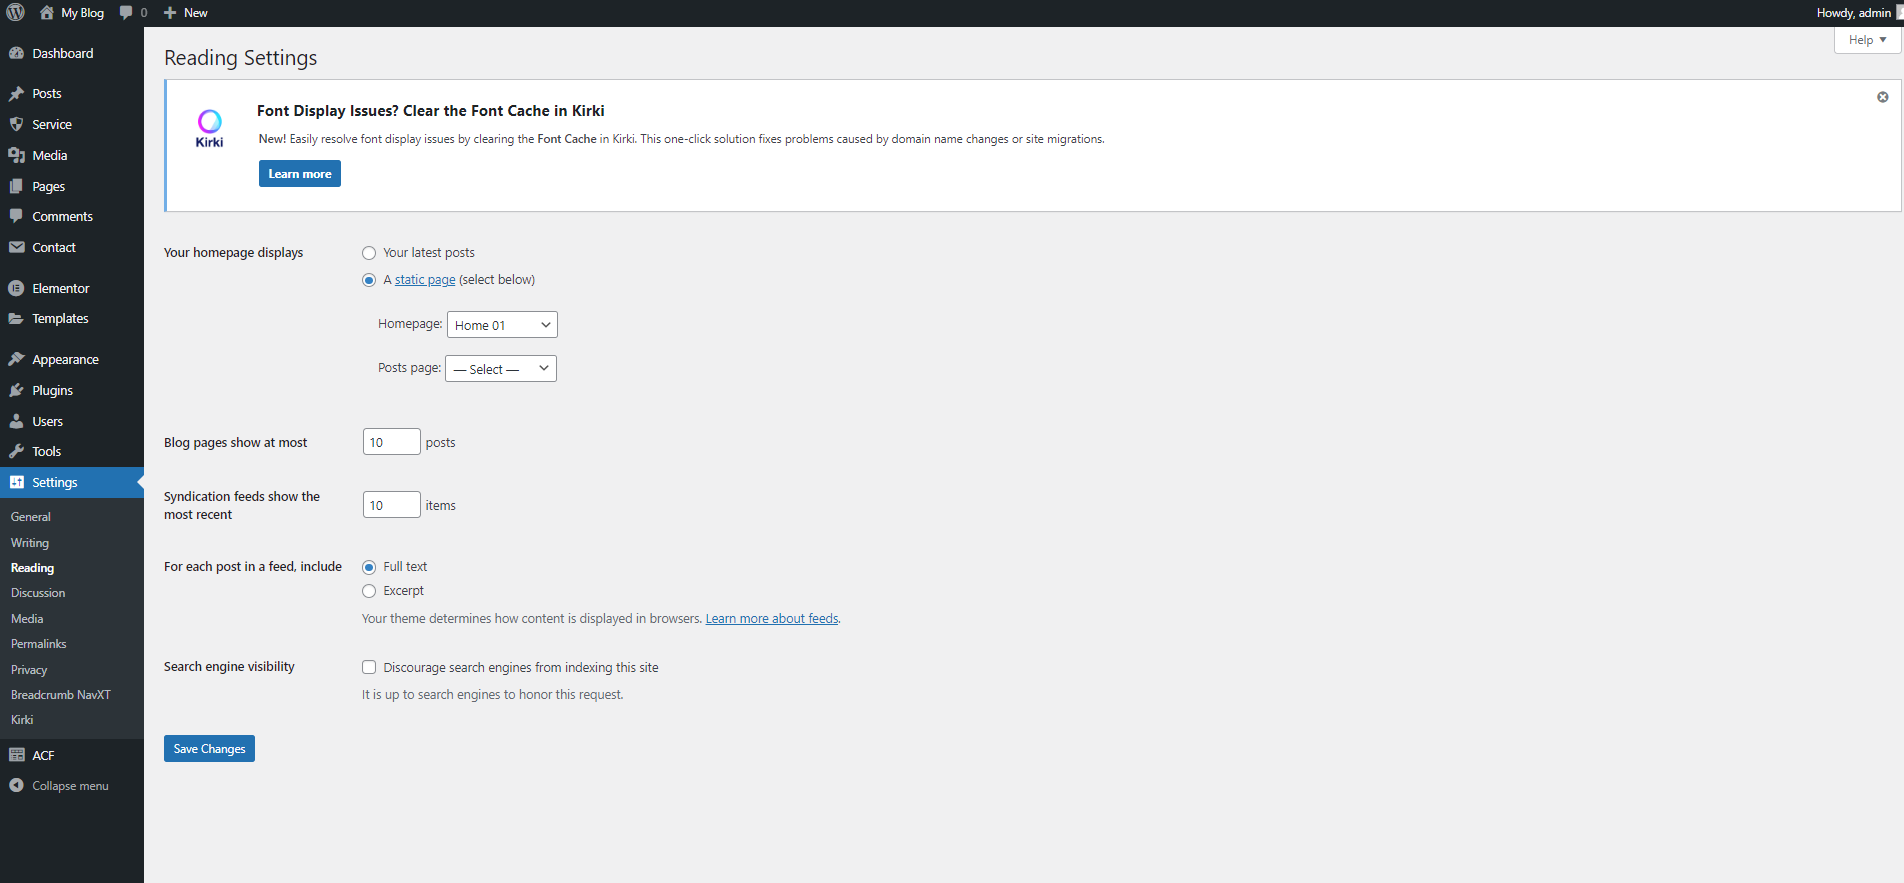 My Blog
0
New
Howdy, admin
Dashboard
Posts
Service
Media
Pages
Comments
Contact
Elementor
Templates
Appearance
Plugins
Users
Tools
Settings
General
Writing
Reading
Discussion
Media
Permalinks
Privacy
Breadcrumb NavXT
Kirki
ACF
Collapse menu
Help
Reading Settings
Kirki
Font Display Issues? Clear the Font Cache in Kirki
New! Easily resolve font display issues by clearing the Font Cache in Kirki. This one-click solution fixes problems caused by domain name changes or site migrations.
Learn more
Your homepage displays
Your latest posts
A static page (select below)
Homepage: Home 01
Posts page: — Select —
Blog pages show at most
10 posts
Syndication feeds show the
most recent
10 items
For each post in a feed, include
Full text
Excerpt
Your theme determines how content is displayed in browsers. Learn more about feeds.
Search engine visibility
Discourage search engines from indexing this site
It is up to search engines to honor this request.
Save Changes